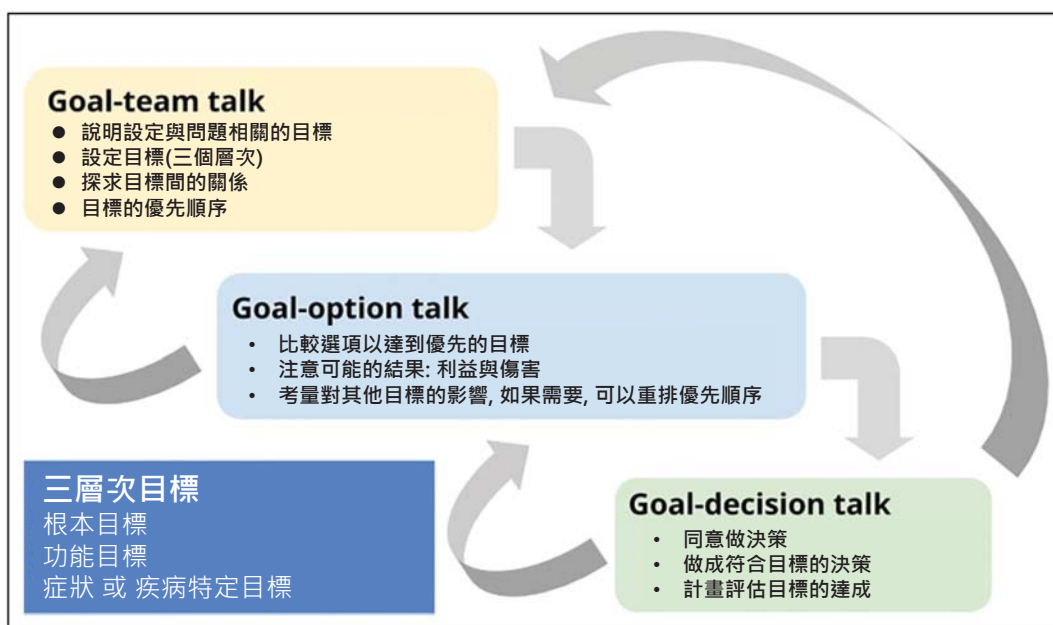 Goal-team talk
● 說明設定與問題相關的目標
● 設定目標(三個層次)
● 探求目標間的關係
● 目標的優先順序
Goal-option talk
• 比較選項以達到優先的目標
• 注意可能的結果: 利益與傷害
• 考量對其他目標的影響, 如果需要, 可以重排優先順序
三層次目標
根本目標
功能目標
症狀 或 疾病特定目標
Goal-decision talk
• 同意做決策
• 做成符合目標的決策
• 計畫評估目標的達成